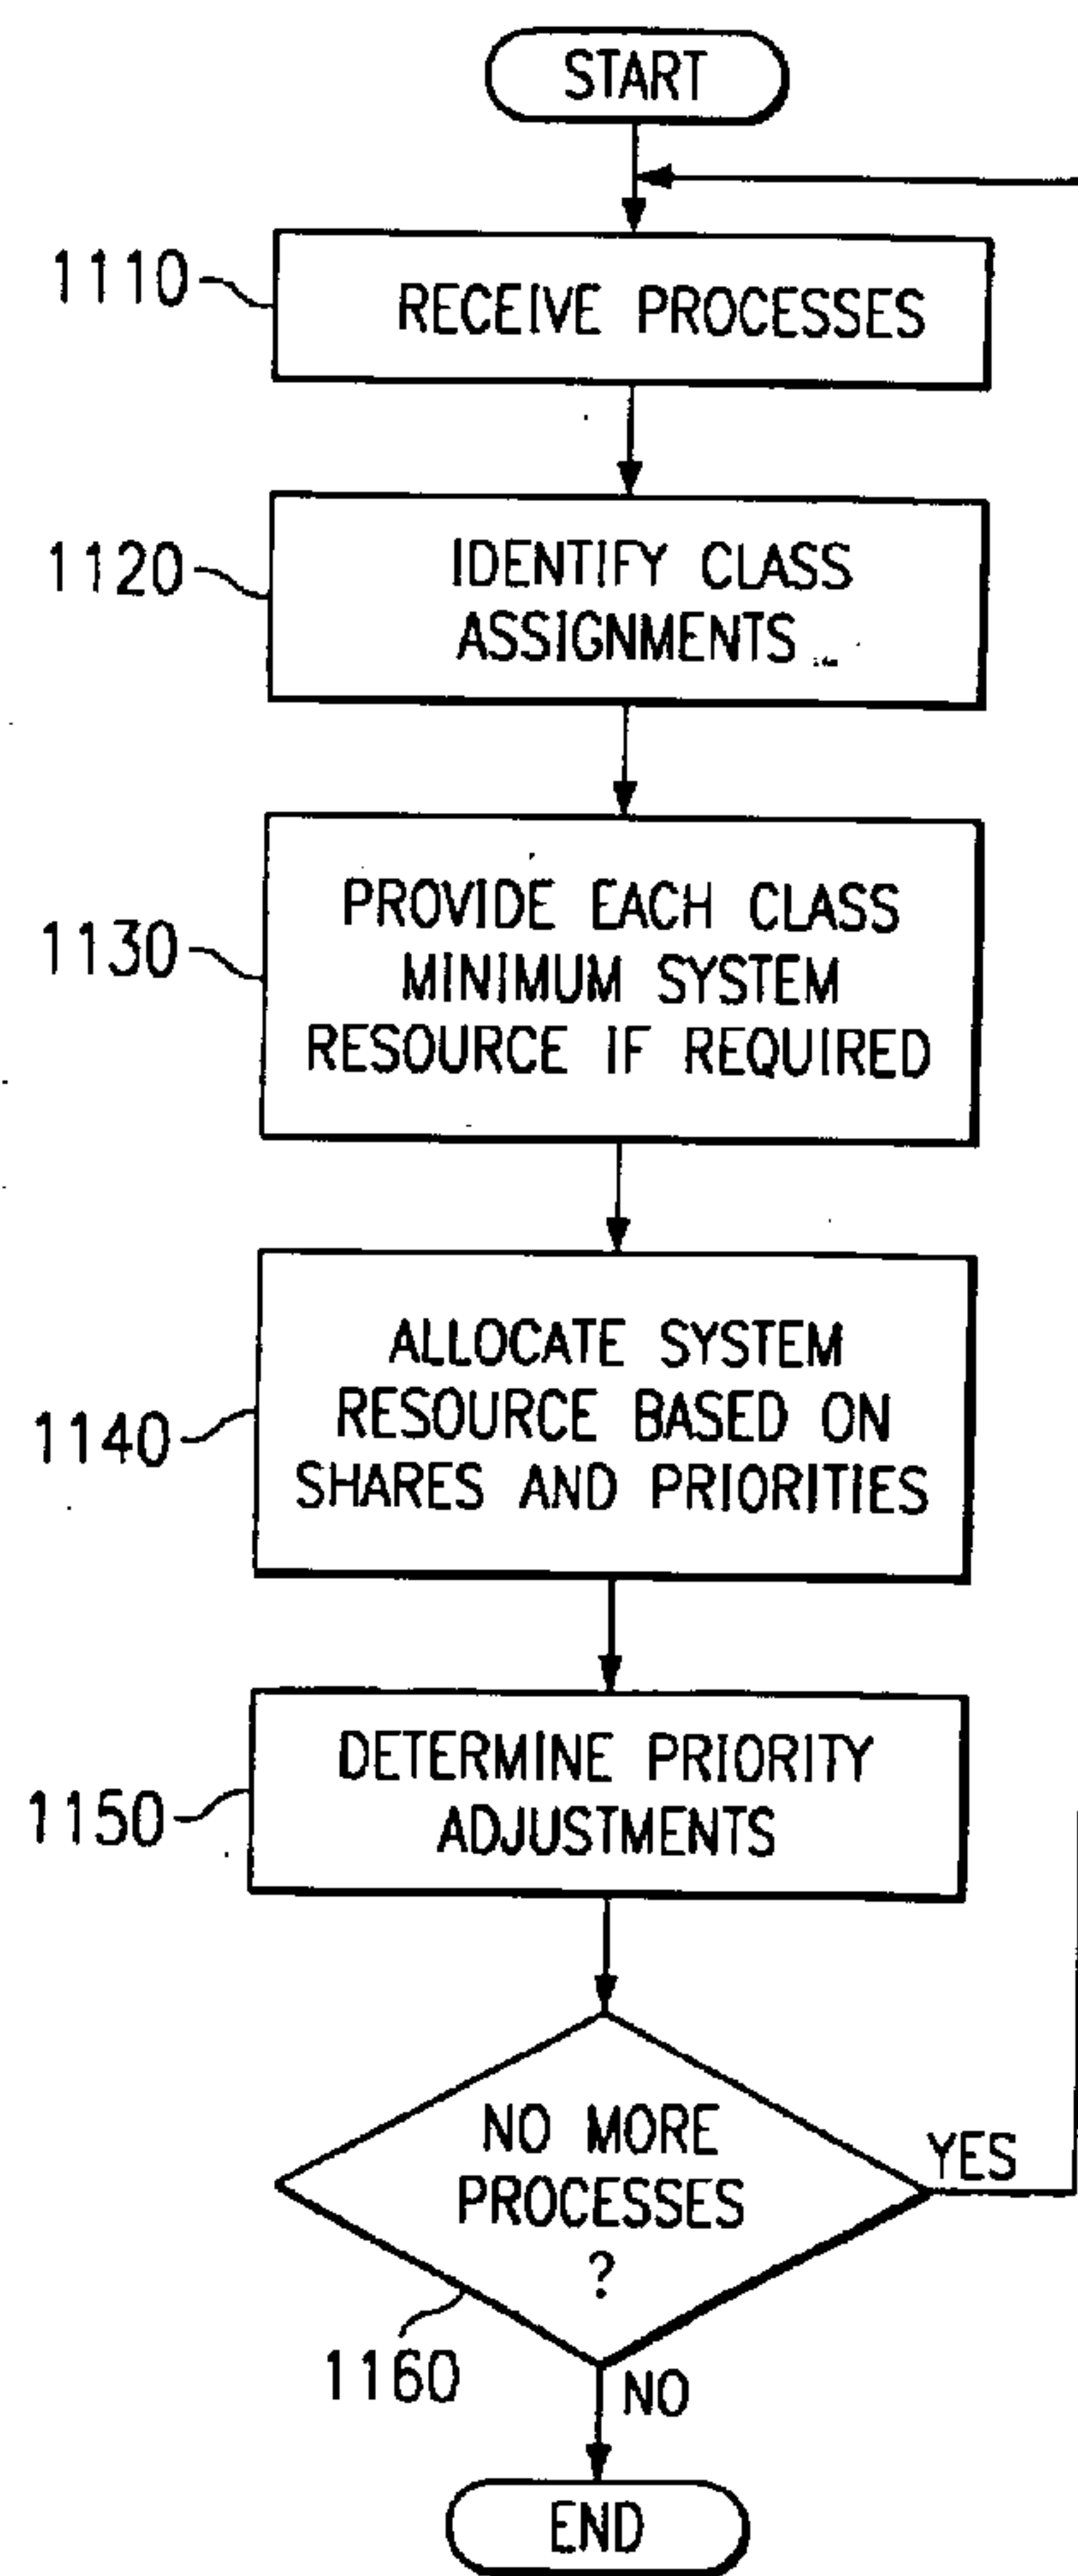 START
1110
RECEIVE PROCESSES
1120
IDENTIFY CLASS
ASSIGNMENTS
1130
PROVIDE EACH CLASS
MINIMUM SYSTEM
RESOURCE IF REQUIRED
1140
ALLOCATE SYSTEM
RESOURCE BASED ON
SHARES AND PRIORITIES
1150
DETERMINE PRIORITY
ADJUSTMENTS
NO MORE
PROCESSES
?
YES
1160
NO
END